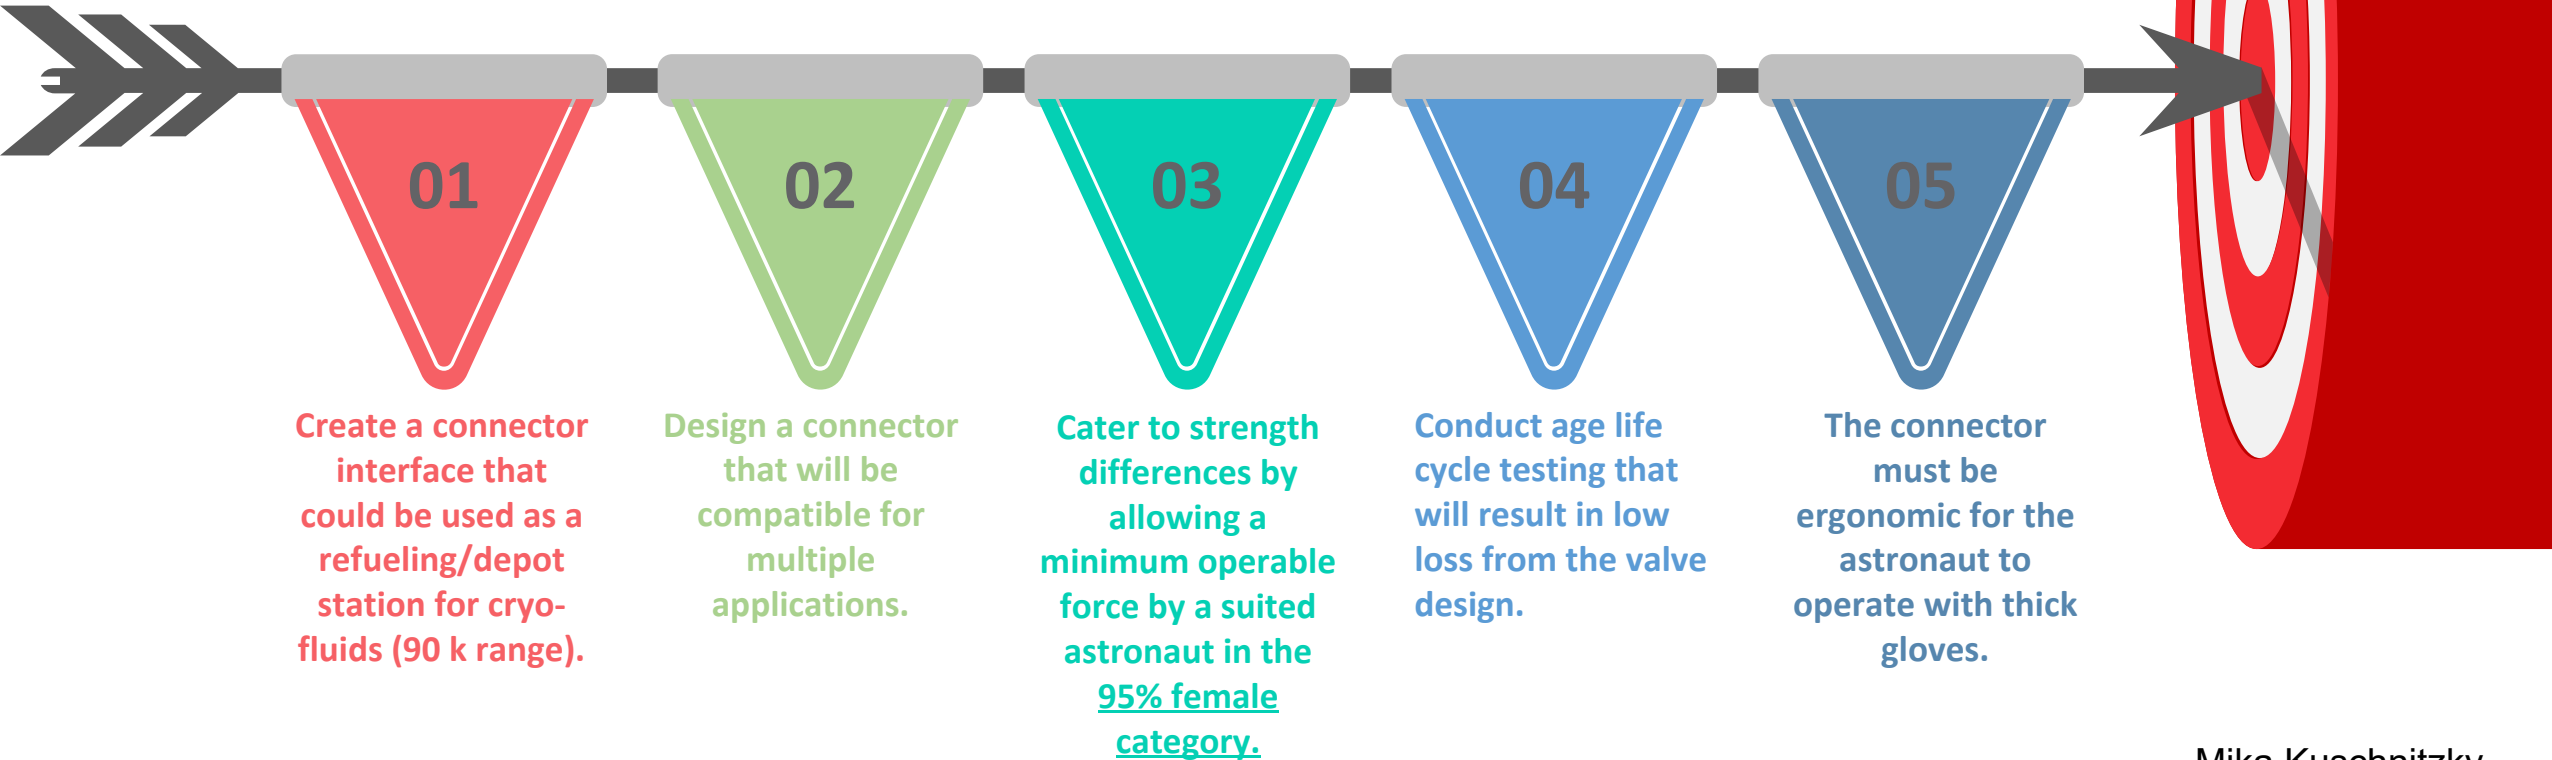 01
Create a connector
interface that
could be used as a
refueling/depot
station for cryo-
fluids (90 k range).
02
Design a connector
that will be
compatible for
multiple
applications.
03
Cater to strength
differences by
allowing a
minimum operable
force by a suited
astronaut in the
95% female
category.
04
Conduct age life
cycle testing that
will result in low
loss from the valve
design.
05
The connector
must be
ergonomic for the
astronaut to
operate with thick
gloves.
Mika Kuschnitzky